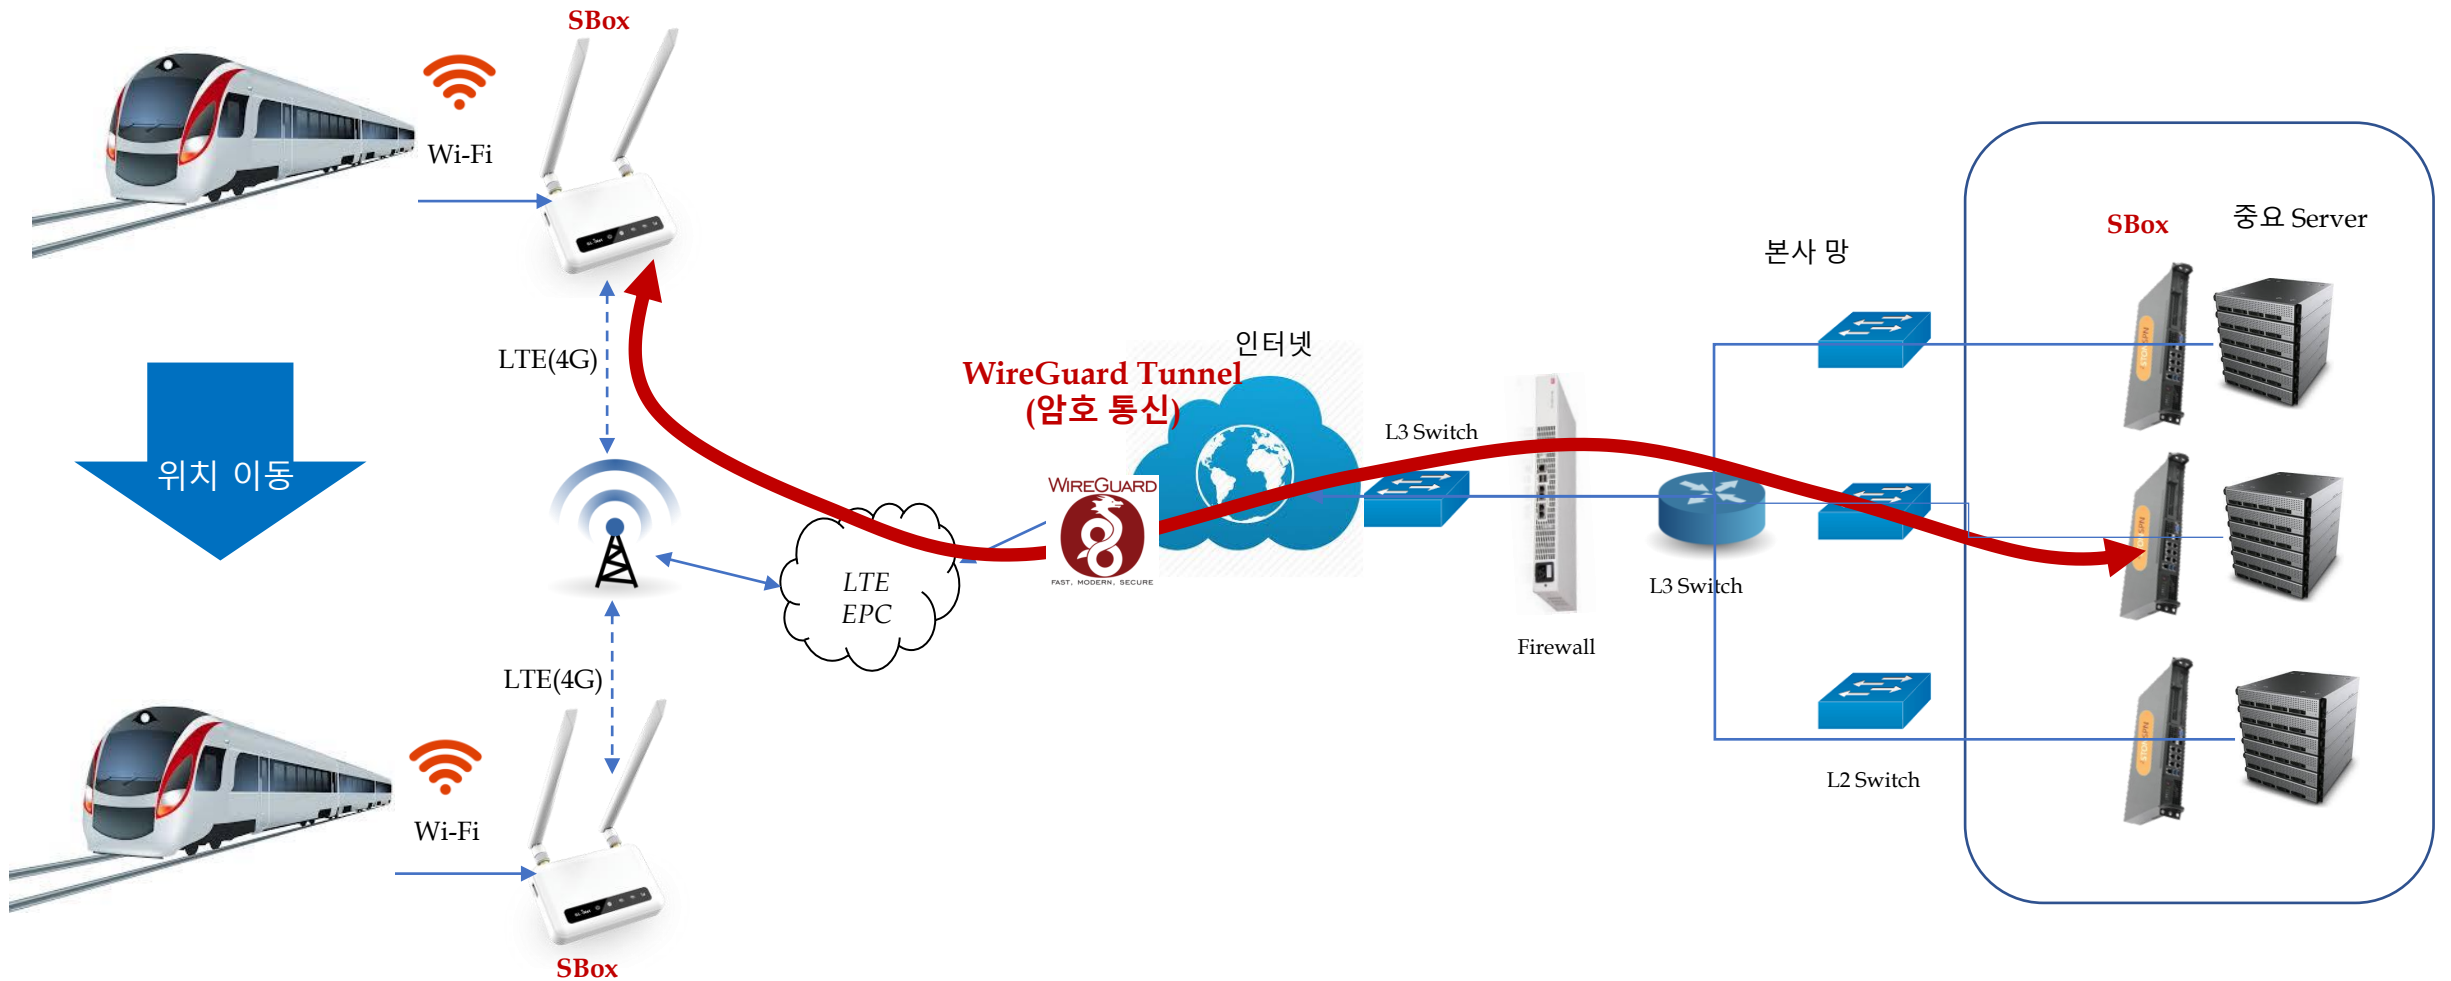 SBox
Wi-Fi
LTE(4G)
위치 이동
LTE
EPC
LTE(4G)
Wi-Fi
SBox
WireGuard Tunnel
(암호 통신)
인터넷
WIREGUARD
FAST, MODERN, SECURE
L3 Switch
Firewall
L3 Switch
본사 망
L2 Switch
SBox
중요 Server